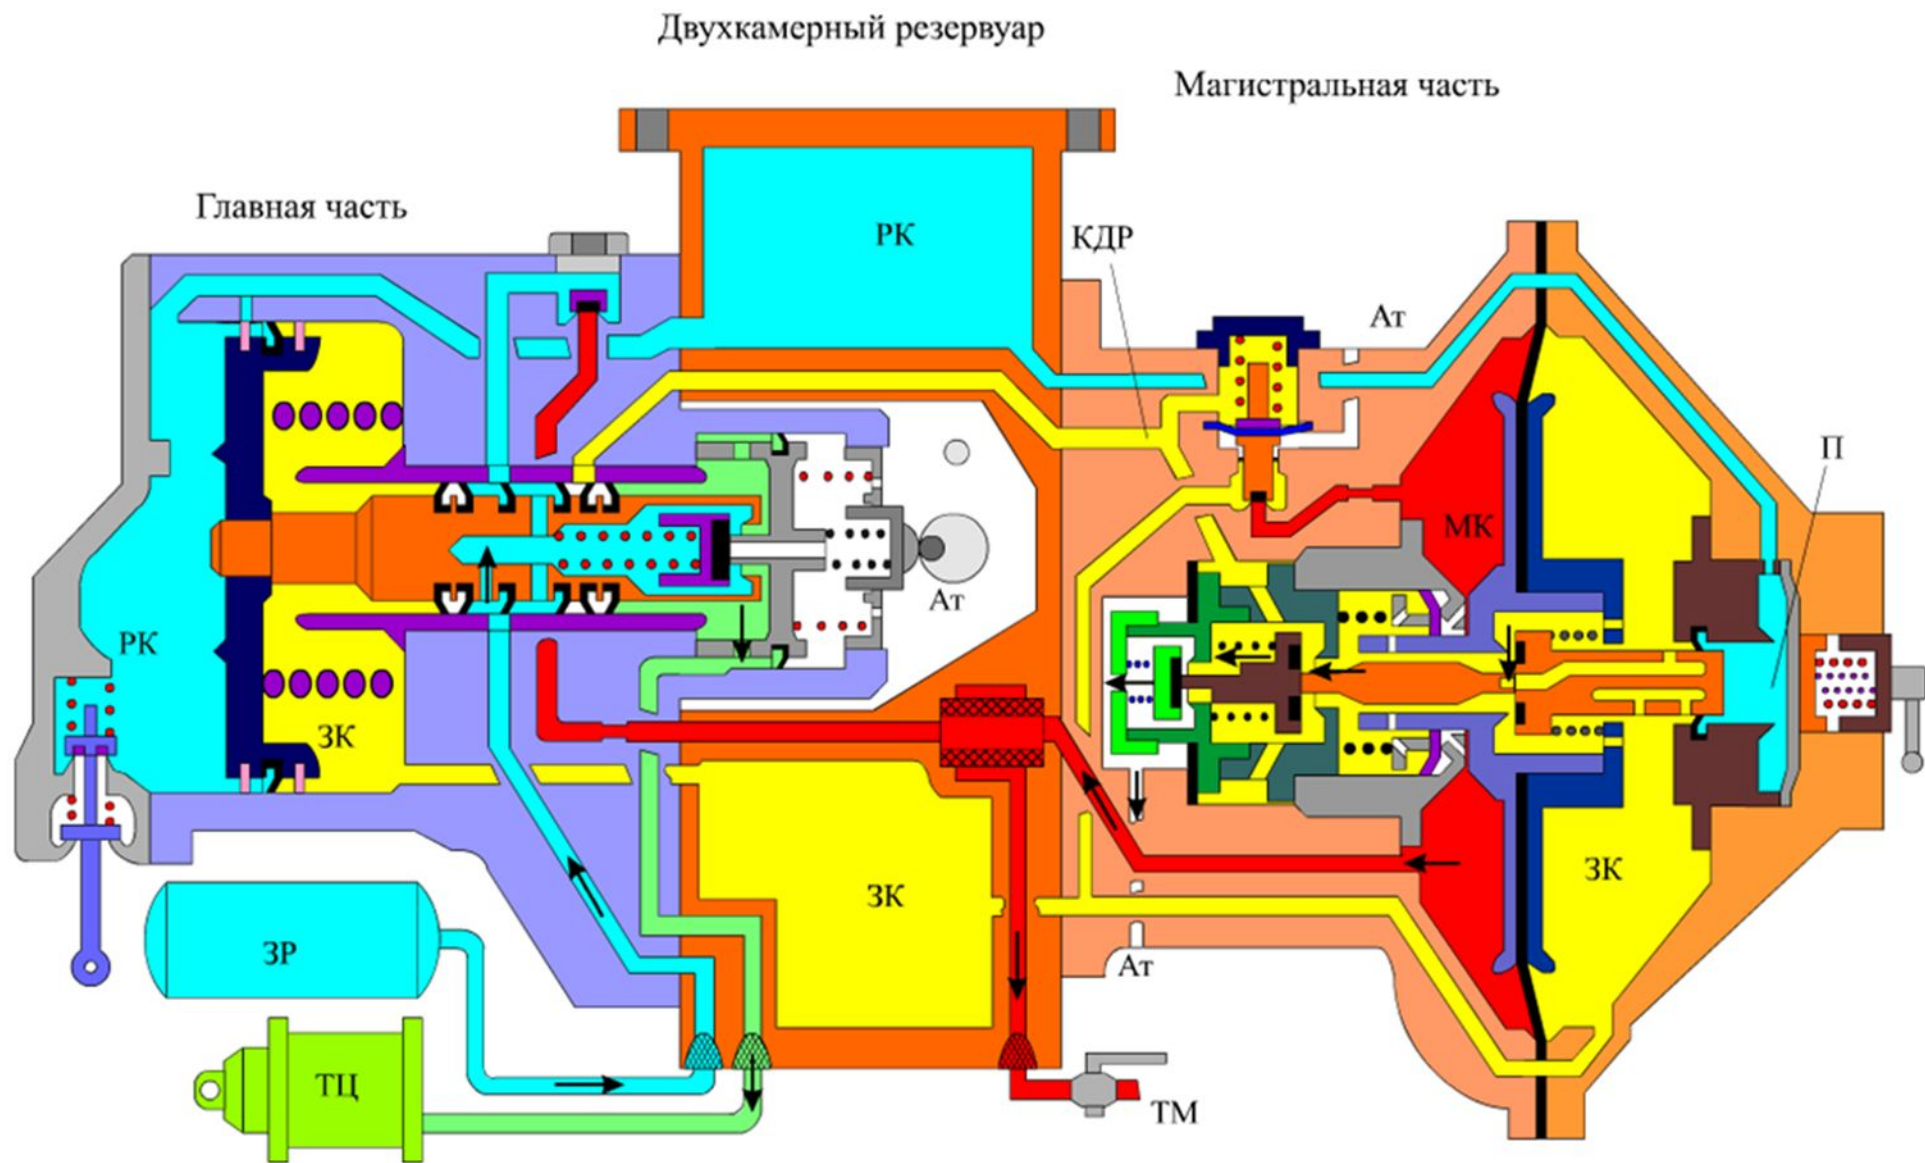 Двухкамерный резервуар
Магистральная часть
Главная часть
РК
КДР
Ат
П
МК
Ат
РК
ЗК
ЗК
ЗК
ЗР
Ат
ТЦ
ТМ